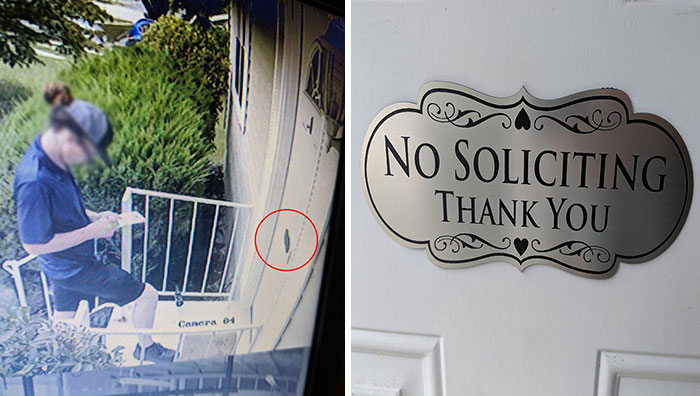 Camera 04
NO SOLICITING
THANK YOU